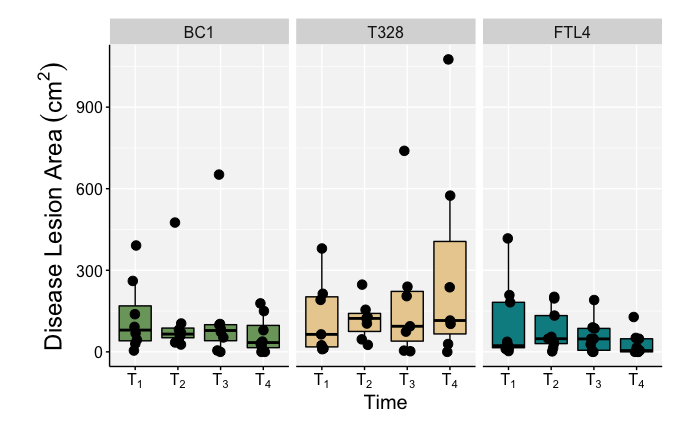 BC1 T328 FTL4
Disease Lesion Area (cm²)
900
600
300
0
T₁ T₂ T₃ T₄ T₁ T₂ T₃ T₄ T₁ T₂ T₃ T₄
Time